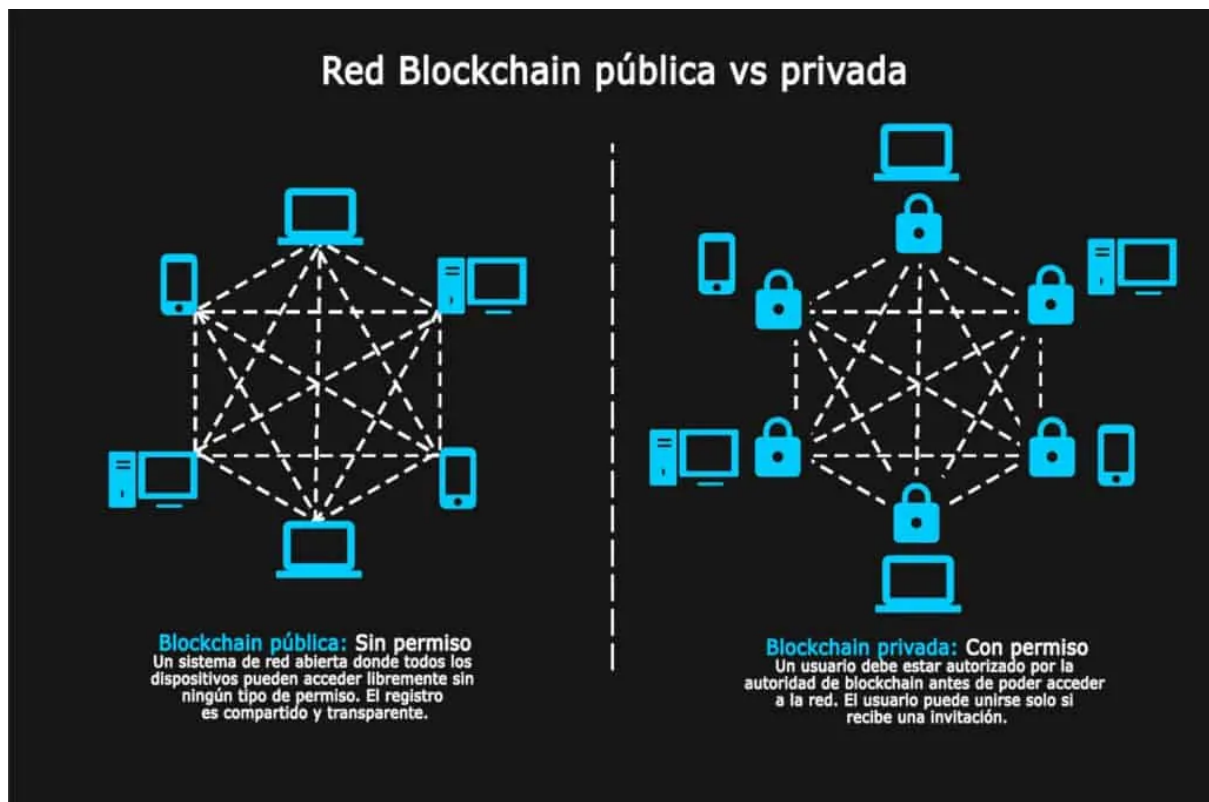 Red Blockchain pública vs privada
Blockchain pública: Sin permiso
Un sistema de red abierta donde todos los
dispositivos pueden acceder libremente sin
ningún tipo de permiso. El registro
es compartido y transparente.
Blockchain privada: Con permiso
Un usuario debe estar autorizado por la
autoridad de blockchain antes de poder acceder
a la red. El usuario puede unirse solo si
recibe una invitación.